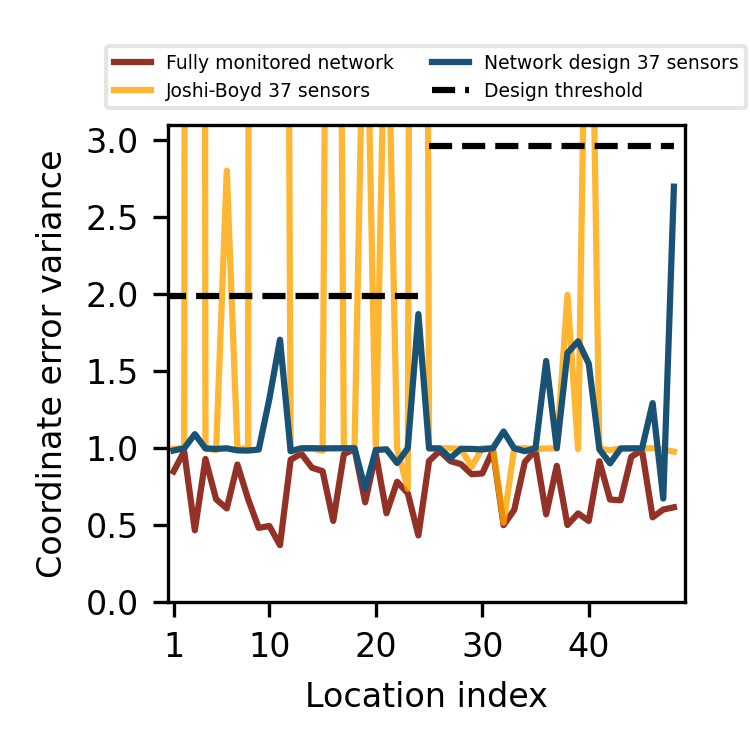 Fully monitored network
Network design 37 sensors
Joshi-Boyd 37 sensors
Design threshold
Coordinate error variance
3.0
2.5
2.0
1.5
1.0
0.5
0.0
1 10 20 30 40
Location index